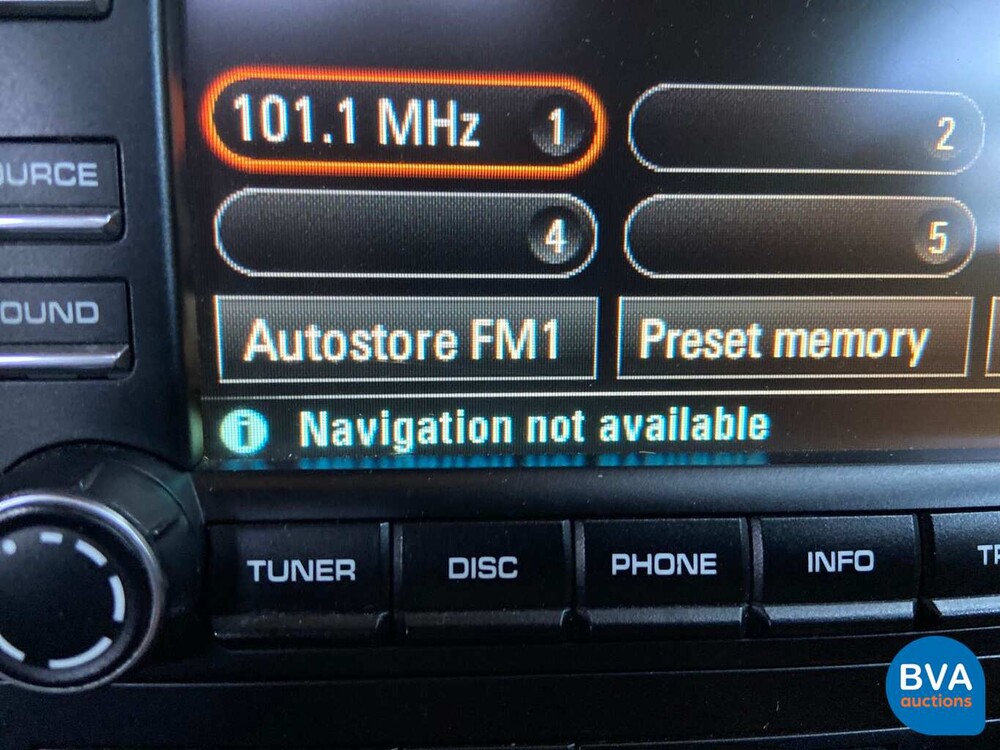 101.1 MHz 1
2
OURCE
4
5
OUND
Autostore FM1
Preset memory
i Navigation not available
TUNER
DISC
PHONE
INFO
TR
BVA
auctions